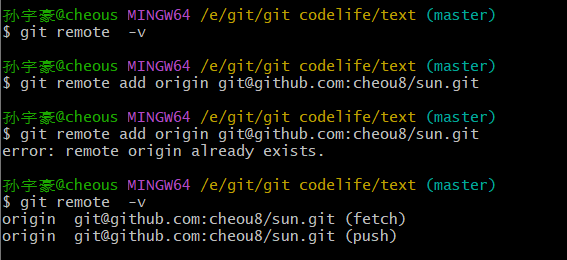 孙宇豪@cheous MINGW64 /e/git/git codelife/text (master)
$ git remote  -v
孙宇豪@cheous MINGW64 /e/git/git codelife/text (master)
$ git remote add origin git@github.com:cheou8/sun.git
孙宇豪@cheous MINGW64 /e/git/git codelife/text (master)
$ git remote add origin git@github.com:cheou8/sun.git
error: remote origin already exists.
孙宇豪@cheous MINGW64 /e/git/git codelife/text (master)
$ git remote  -v
origin  git@github.com:cheou8/sun.git (fetch)
origin  git@github.com:cheou8/sun.git (push)